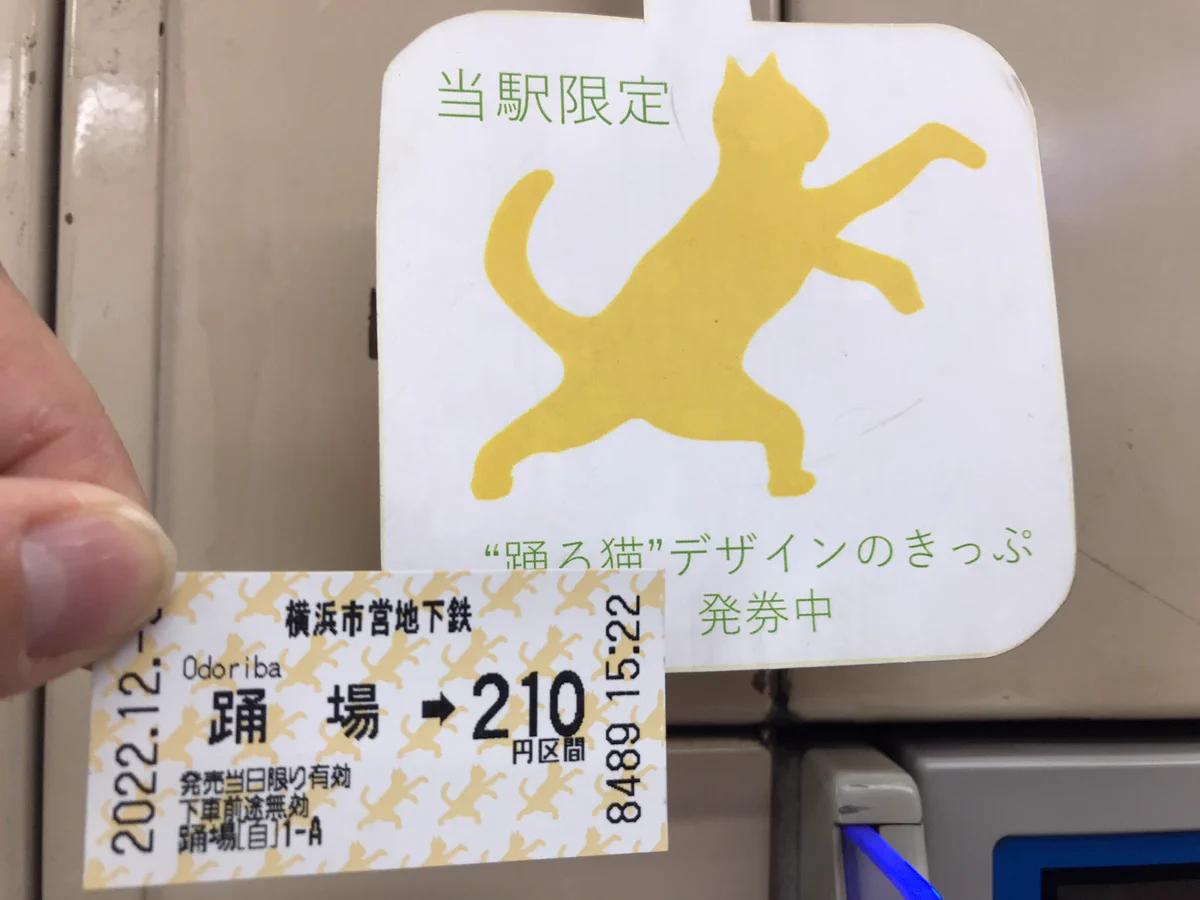 当駅限定
“踊る猫”デザインのきっぷ
発券中
横浜市営地下鉄
Odoriba
踊場➡210
円区間
発売当日限り有効
下車前途無効
踊場[自]1-A
2022.12.-
8489 15:22